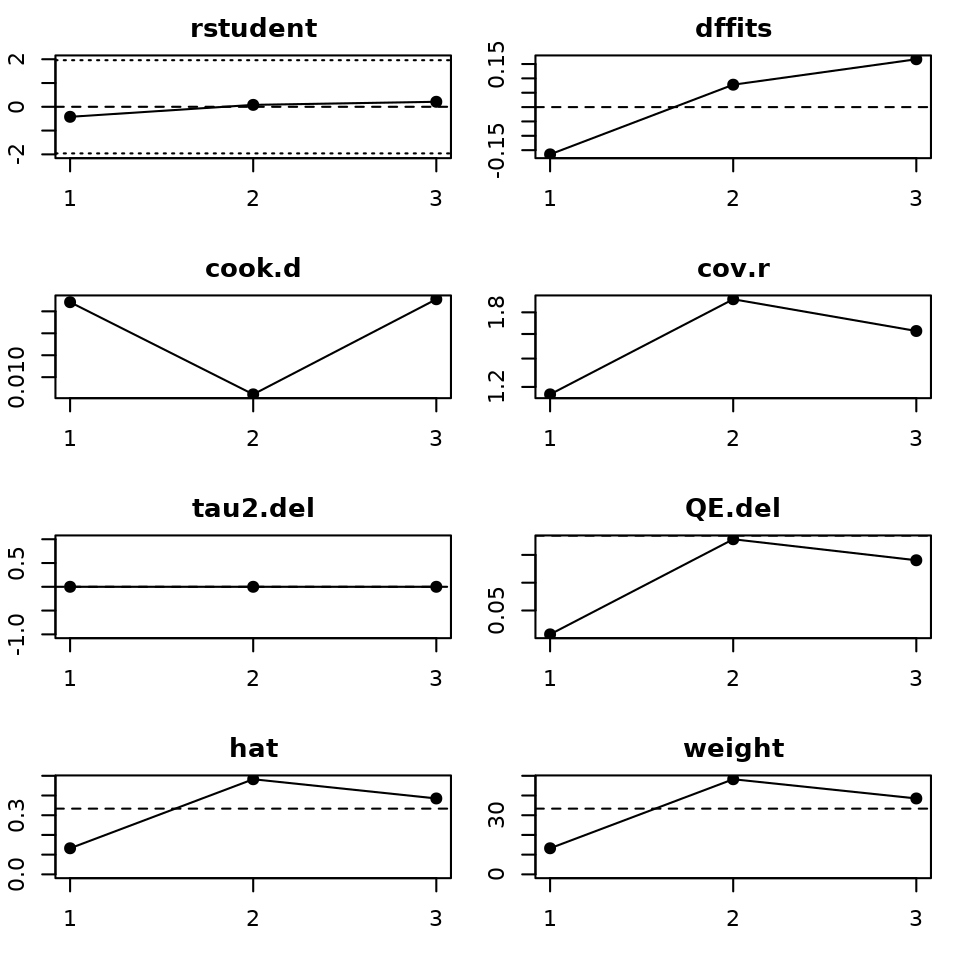 rstudent
2
0
-2
1 2 3
dffits
0.15
-0.15
1 2 3
cook.d
0.010
1 2 3
cov.r
1.8
1.2
1 2 3
tau2.del
0.5
-1.0
1 2 3
QE.del
0.05
1 2 3
hat
0.3
0.0
1 2 3
weight
30
0
1 2 3